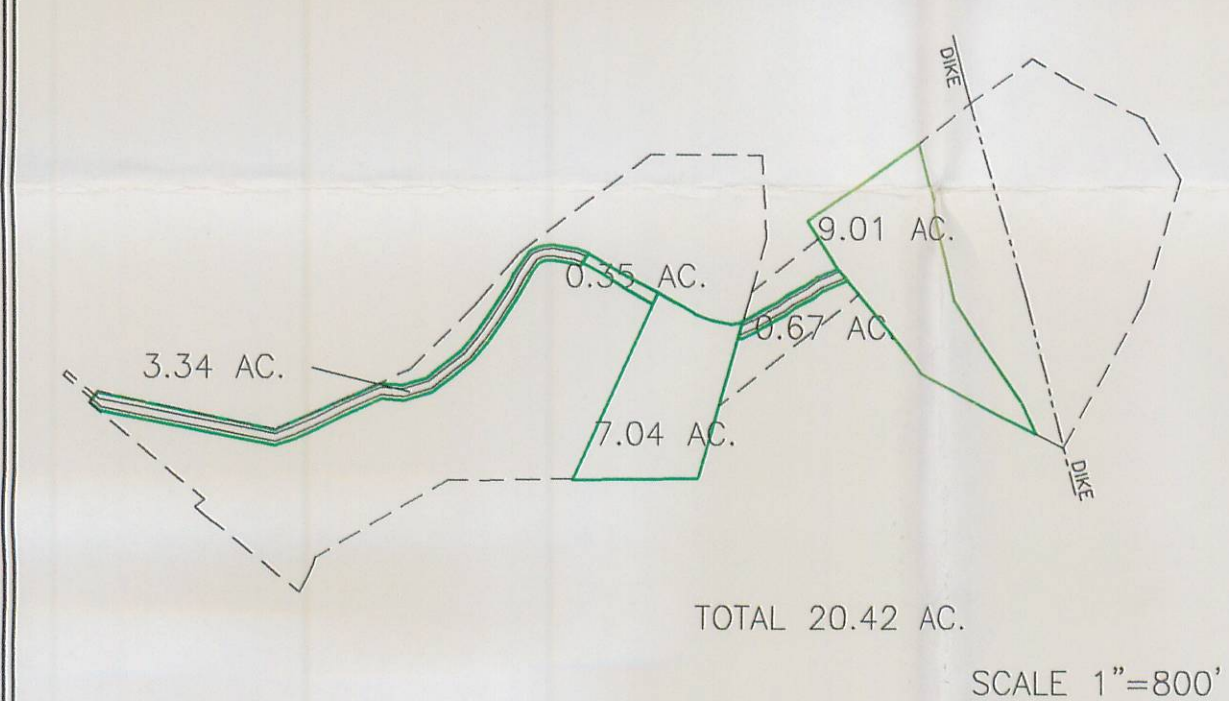 DIKE
9.01 AC.
0.35 AC.
0.67 AC.
3.34 AC.
7.04 AC.
DIKE
TOTAL 20.42 AC.
SCALE 1"=800'